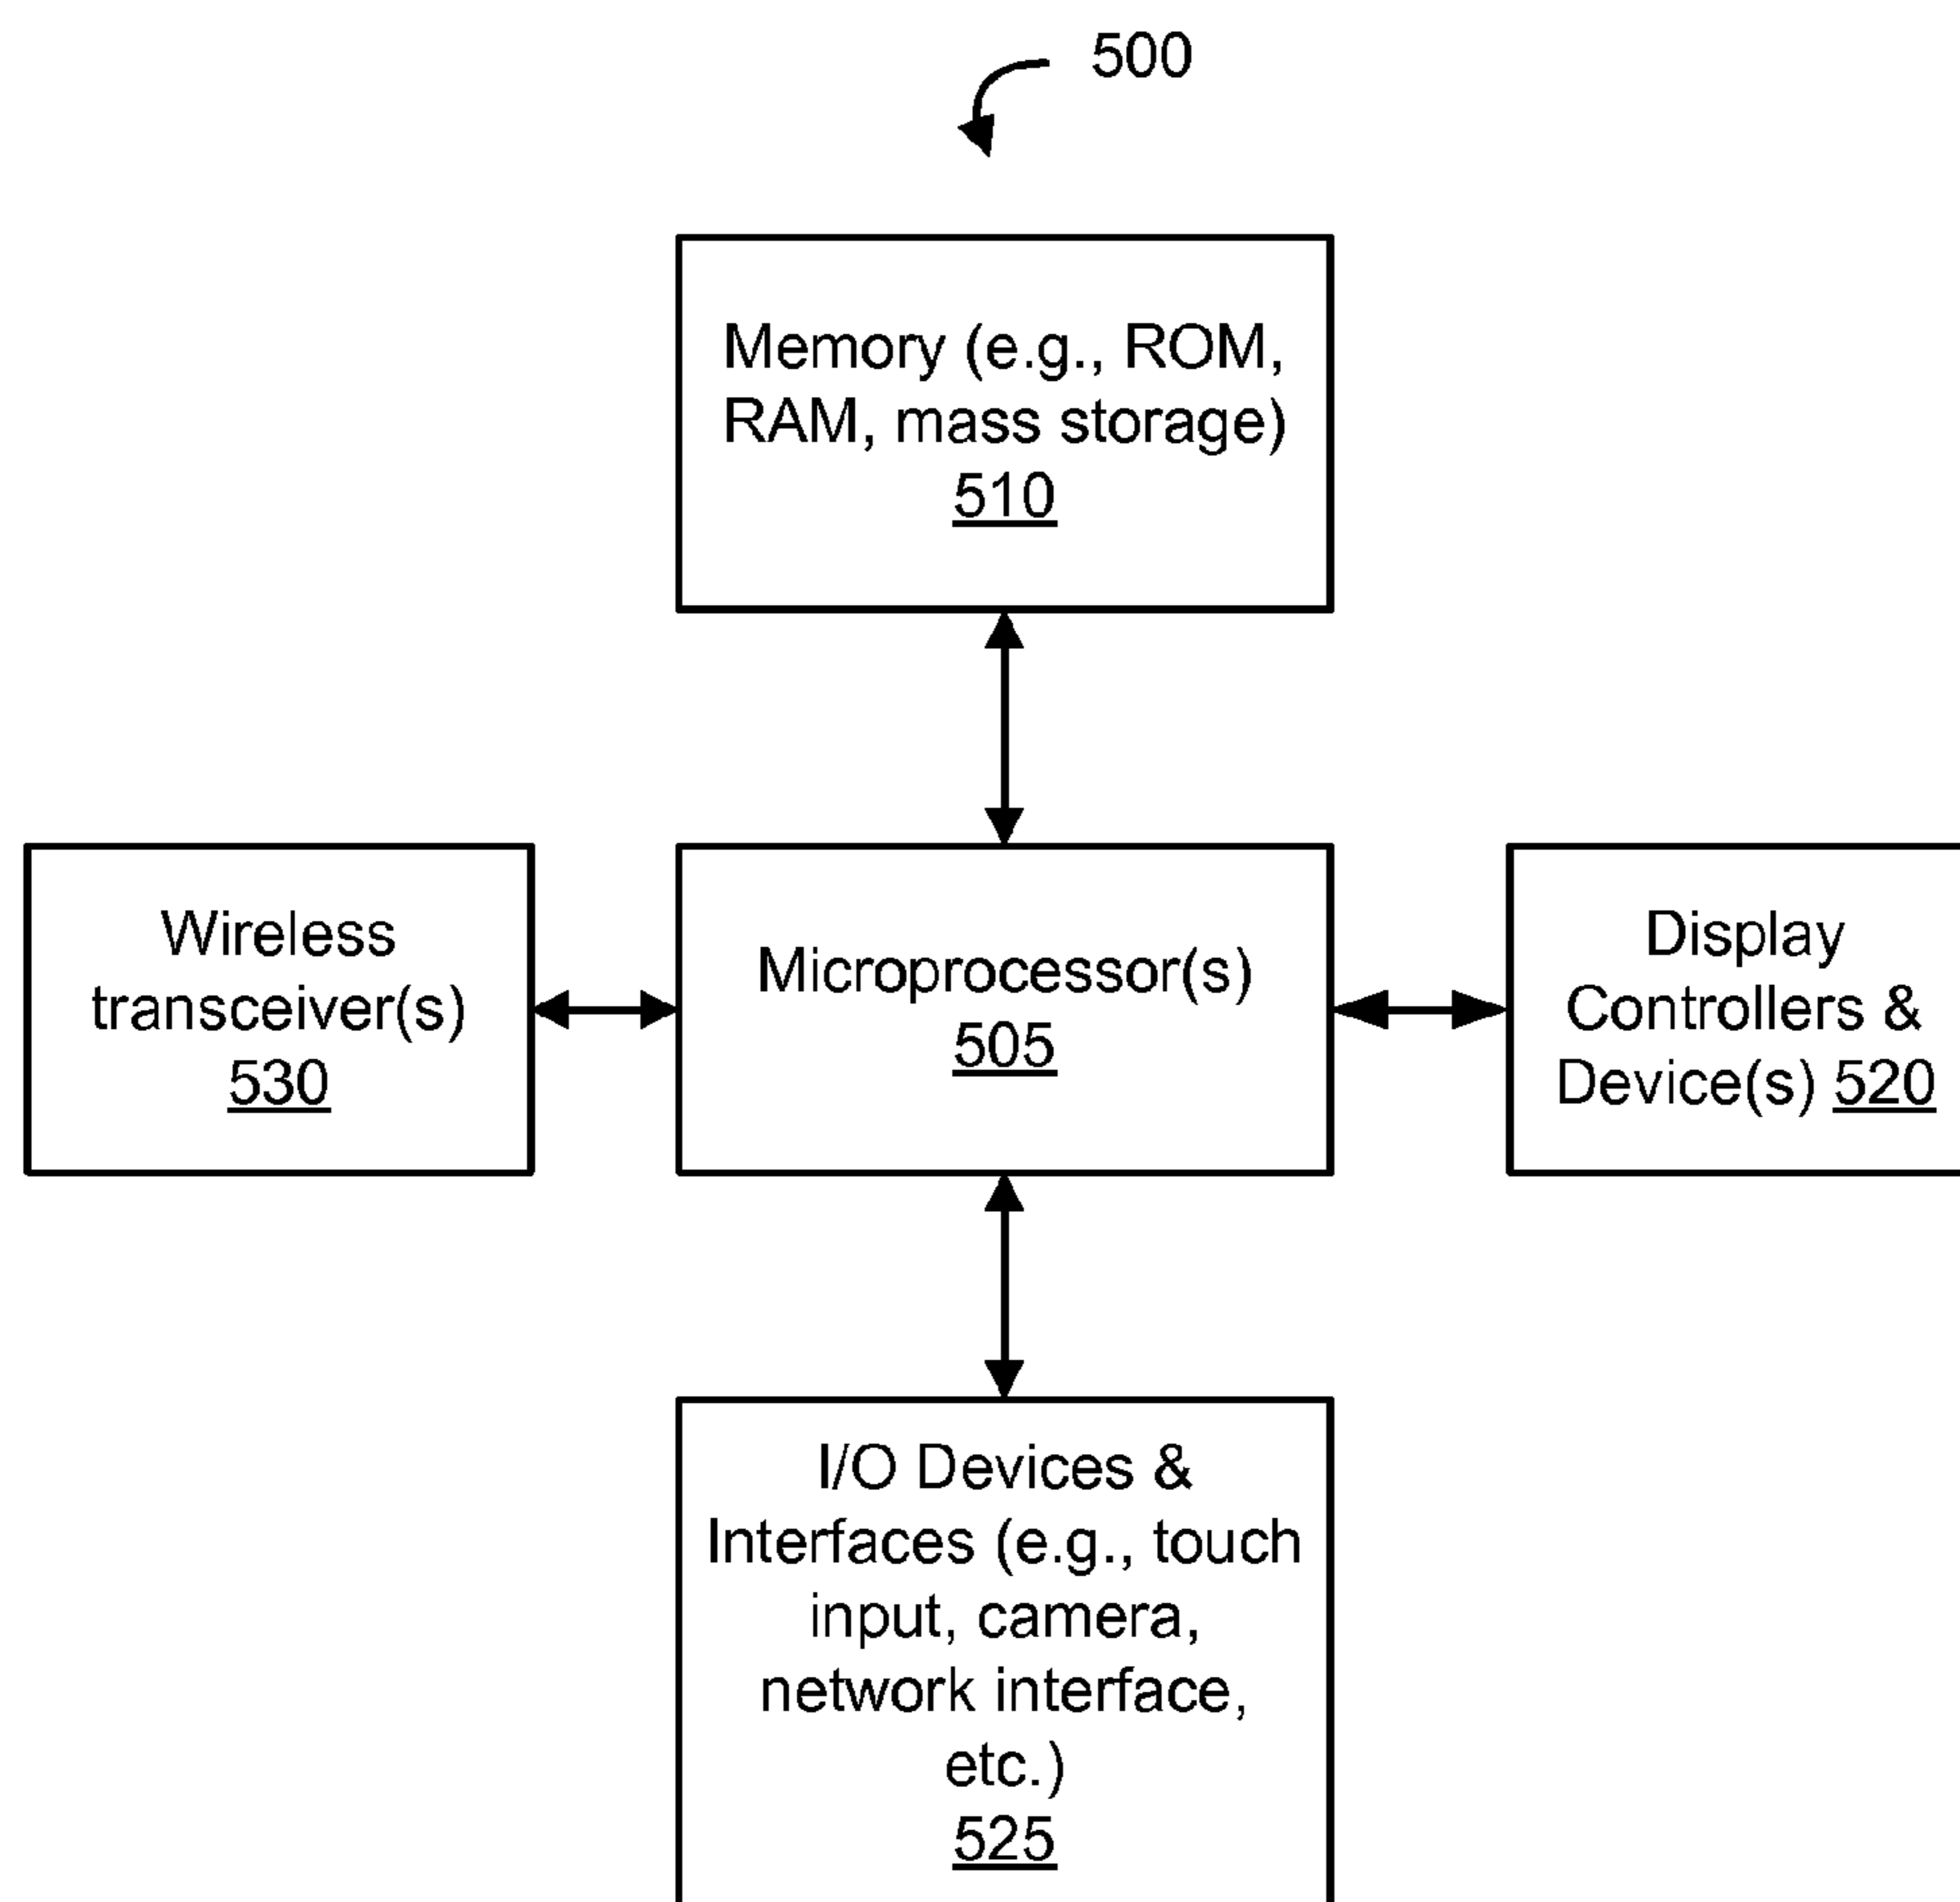 500
Memory (e.g., ROM,
RAM, mass storage)
510
Wireless
transceiver(s)
530
Microprocessor(s)
505
Display
Controllers &
Device(s) 520
I/O Devices &
Interfaces (e.g., touch
input, camera,
network interface,
etc.)
525